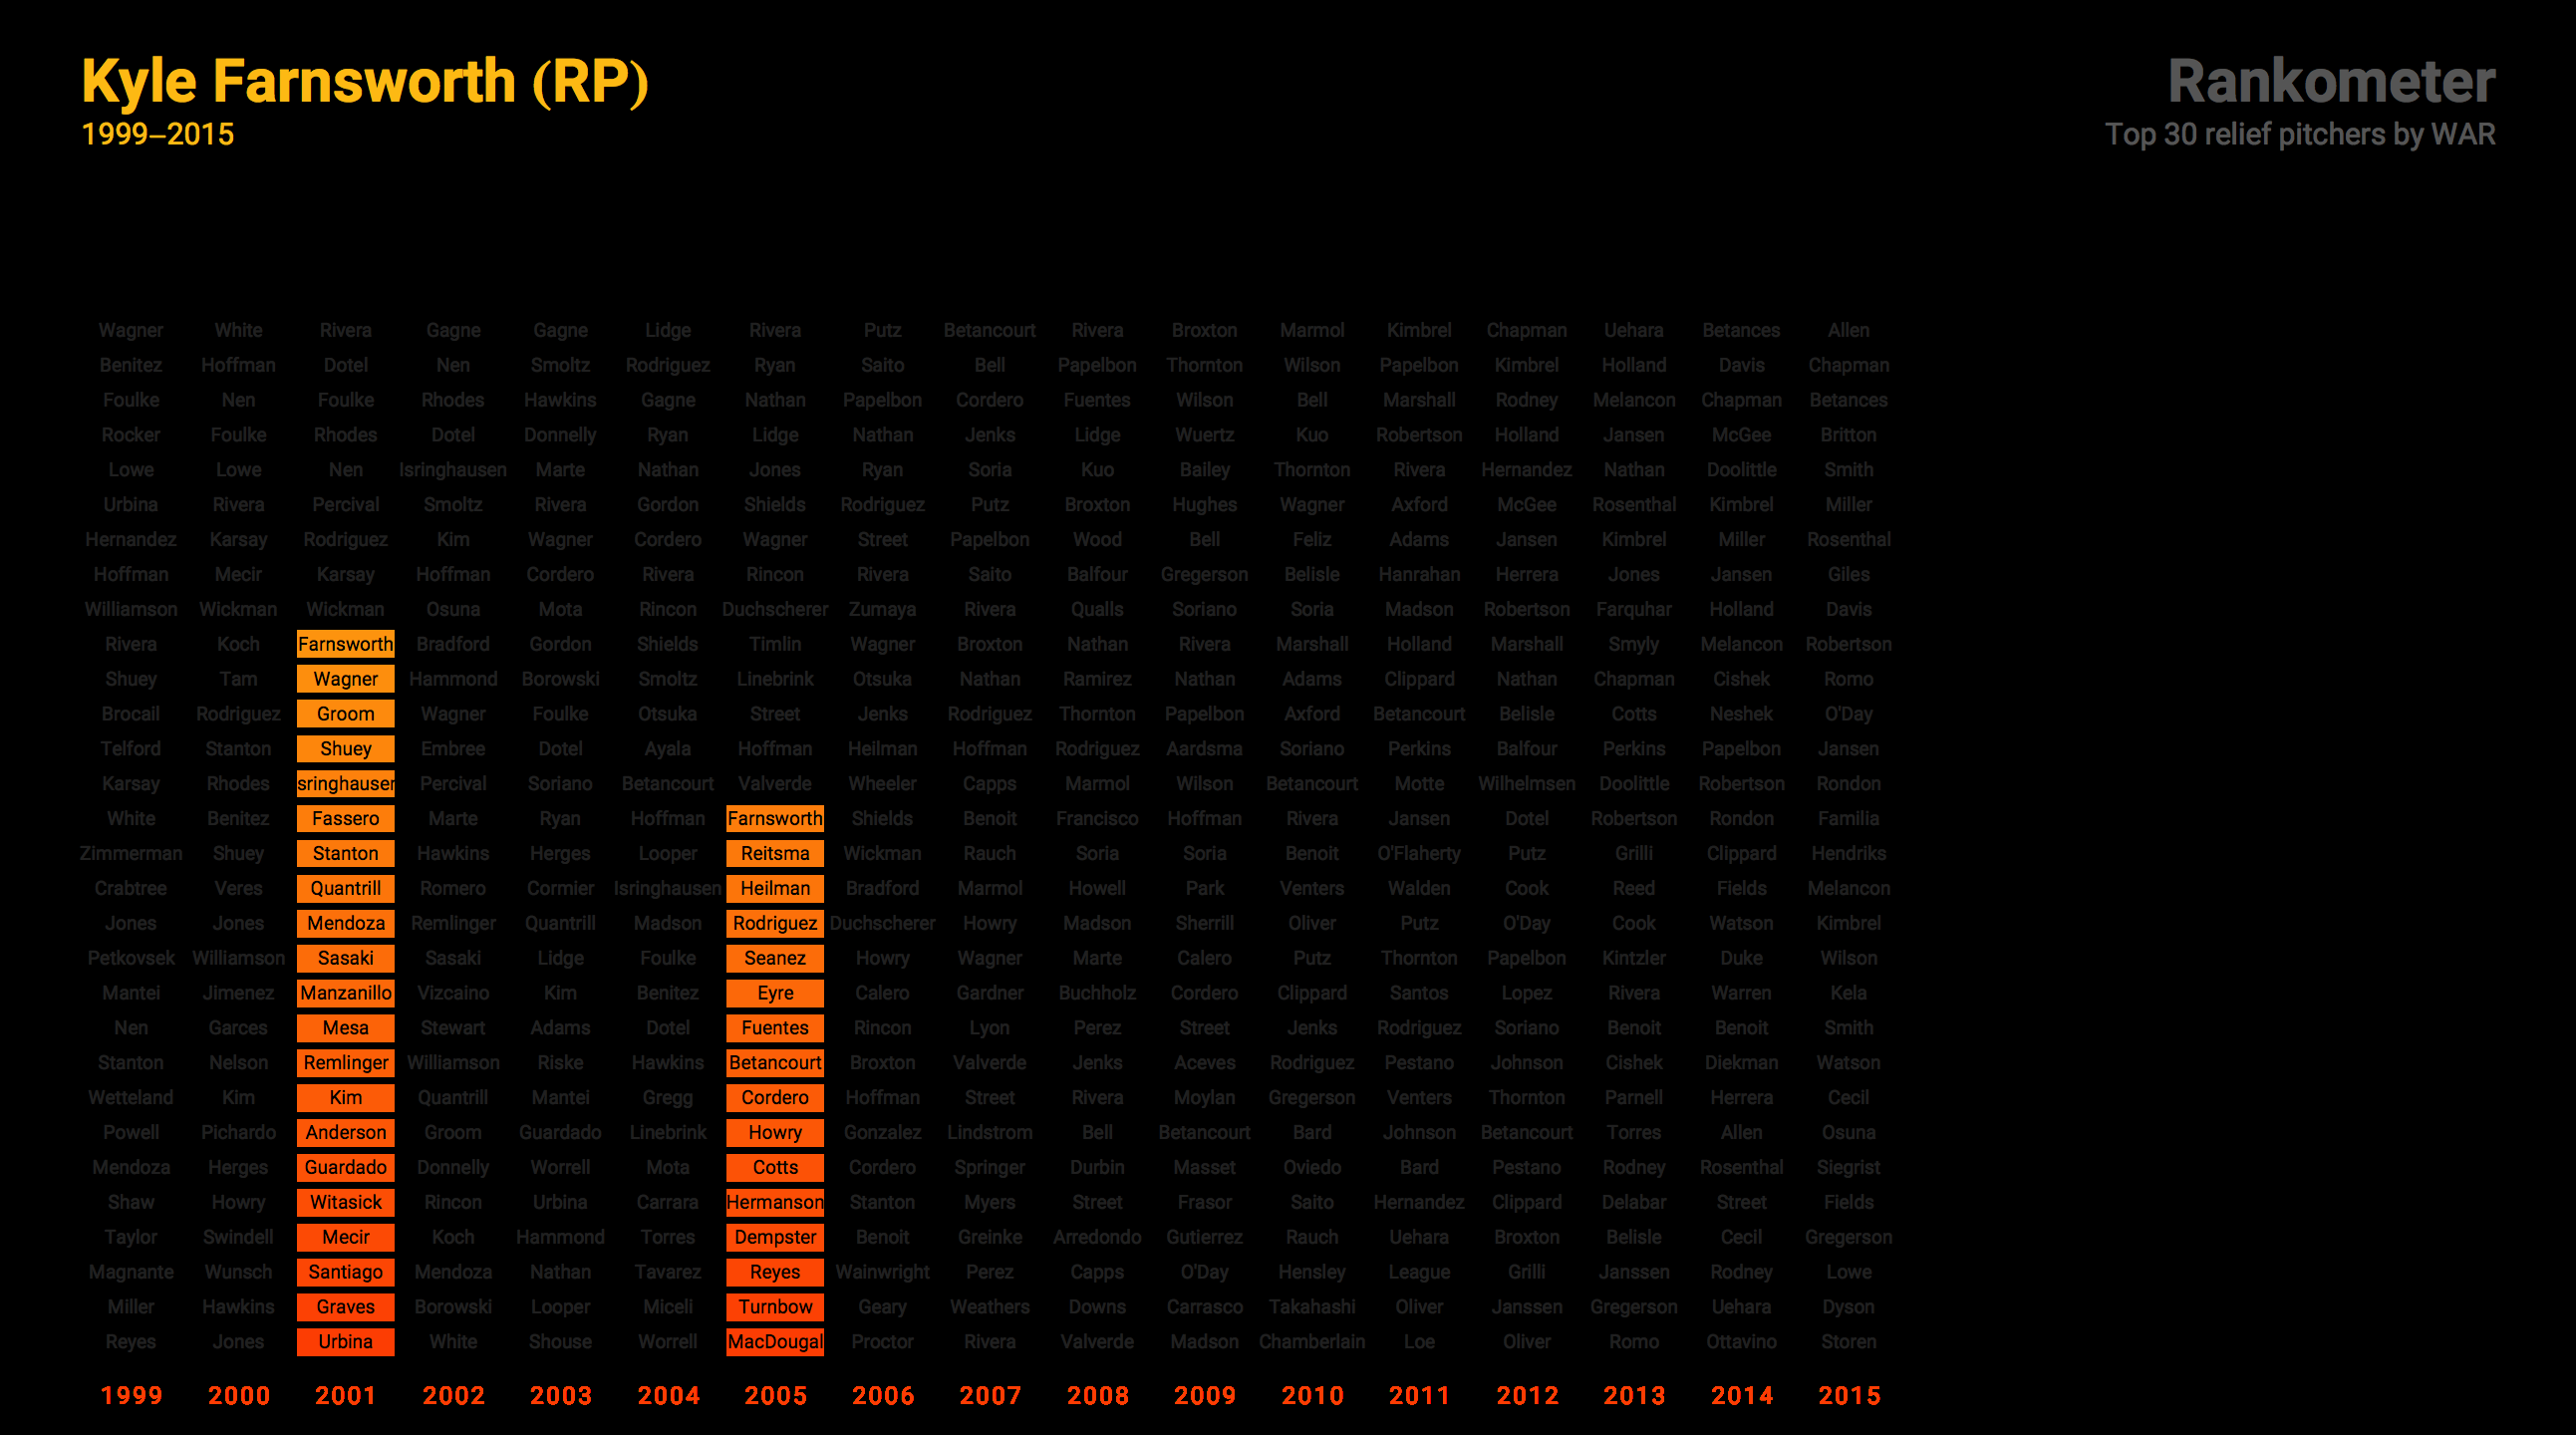 Kyle Farnsworth (RP)
1999–2015
Rankometer
Top 30 relief pitchers by WAR
Wagner White Rivera Gagne Gagne Lidge Rivera Putz Betancourt Rivera Broxton Marmol Kimbrel Chapman Uehara Betances Allen
Benitez Hoffman Dotel Nen Smoltz Rodriguez Ryan Saito Bell Papelbon Thornton Wilson Papelbon Kimbrel Holland Davis Chapman
Foulke Nen Foulke Rhodes Hawkins Gagne Nathan Papelbon Cordero Fuentes Wilson Bell Marshall Rodney Melancon Chapman Betances
Rocker Foulke Rhodes Dotel Donnelly Ryan Lidge Nathan Jenks Lidge Wuertz Kuo Robertson Holland Jansen McGee Britton
Lowe Lowe Nen Isringhausen Marte Nathan Jones Ryan Soria Kuo Bailey Thornton Rivera Hernandez Nathan Doolittle Smith
Urbina Rivera Percival Smoltz Rivera Gordon Shields Rodriguez Putz Broxton Hughes Wagner Axford McGee Rosenthal Kimbrel Miller
Hernandez Karsay Rodriguez Kim Wagner Cordero Wagner Street Papelbon Wood Bell Feliz Adams Jansen Kimbrel Miller Rosenthal
Hoffman Mecir Karsay Hoffman Cordero Rivera Rincon Rivera Saito Balfour Gregerson Belisle Hanrahan Herrera Jones Jansen Giles
Williamson Wickman Wickman Osuna Mota Rincon Duchscherer Zumaya Rivera Qualls Soriano Soria Madson Robertson Farquhar Holland Davis
Rivera Koch Farnsworth Bradford Gordon Shields Timlin Wagner Broxton Nathan Rivera Marshall Holland Marshall Smyly Melancon Robertson
Shuey Tam Wagner Hammond Borowski Smoltz Linebrink Otsuka Nathan Ramirez Nathan Adams Clippard Nathan Chapman Cishek Romo
Brocail Rodriguez Groom Wagner Foulke Otsuka Street Jenks Rodriguez Thornton Papelbon Axford Betancourt Belisle Cotts Neshek O'Day
Telford Stanton Shuey Embree Dotel Ayala Hoffman Heilman Hoffman Rodriguez Aardsma Soriano Perkins Balfour Perkins Papelbon Jansen
Karsay Rhodes sringhausen Percival Soriano Betancourt Valverde Wheeler Capps Marmol Wilson Betancourt Motte Wilhelmsen Doolittle Robertson Rondon
White Benitez Fassero Marte Ryan Hoffman Farnsworth Shields Benoit Francisco Hoffman Rivera Jansen Dotel Robertson Rondon Familia
Zimmerman Shuey Stanton Hawkins Herges Looper Reitsma Wickman Rauch Soria Soria Benoit O'Flaherty Putz Grilli Clippard Hendriks
Crabtree Veres Quantrill Romero Cormier Isringhausen Heilman Bradford Marmol Howell Park Venters Walden Cook Reed Fields Melancon
Jones Jones Mendoza Remlinger Quantrill Madson Rodriguez Duchscherer Howry Madson Sherrill Oliver Putz O'Day Cook Watson Kimbrel
Petkovsek Williamson Sasaki Sasaki Lidge Foulke Seanez Howry Wagner Marte Calero Putz Thornton Papelbon Kintzler Duke Wilson
Mantei Jimenez Manzanillo Vizcaino Kim Benitez Eyre Calero Gardner Buchholz Cordero Clippard Santos Lopez Rivera Warren Kela
Nen Garces Mesa Stewart Adams Dotel Fuentes Rincon Lyon Perez Street Jenks Rodriguez Soriano Benoit Benoit Smith
Stanton Nelson Remlinger Williamson Riske Hawkins Betancourt Broxton Valverde Jenks Aceves Rodriguez Pestano Johnson Cishek Diekman Watson
Wetteland Kim Kim Quantrill Mantei Gregg Cordero Hoffman Street Rivera Moylan Gregerson Venters Thornton Parnell Herrera Cecil
Powell Pichardo Anderson Groom Guardado Linebrink Howry Gonzalez Lindstrom Bell Betancourt Bard Johnson Betancourt Torres Allen Osuna
Mendoza Herges Guardado Donnelly Worrell Mota Cotts Cordero Springer Durbin Masset Oviedo Bard Pestano Rodney Rosenthal Siegrist
Shaw Howry Witasick Rincon Urbina Carrara Hermanson Stanton Myers Street Frasor Saito Hernandez Clippard Delabar Street Fields
Taylor Swindell Mecir Koch Hammond Torres Dempster Benoit Greinke Arredondo Gutierrez Rauch Uehara Broxton Belisle Cecil Gregerson
Magnante Wunsch Santiago Mendoza Nathan Tavarez Reyes Wainwright Perez Capps O'Day Hensley League Grilli Janssen Rodney Lowe
Miller Hawkins Graves Borowski Looper Miceli Turnbow Geary Weathers Downs Carrasco Takahashi Oliver Janssen Gregerson Uehara Dyson
Reyes Jones Urbina White Shouse Worrell MacDougal Proctor Rivera Valverde Madson Chamberlain Loe Oliver Romo Ottavino Storen
1999 2000 2001 2002 2003 2004 2005 2006 2007 2008 2009 2010 2011 2012 2013 2014 2015